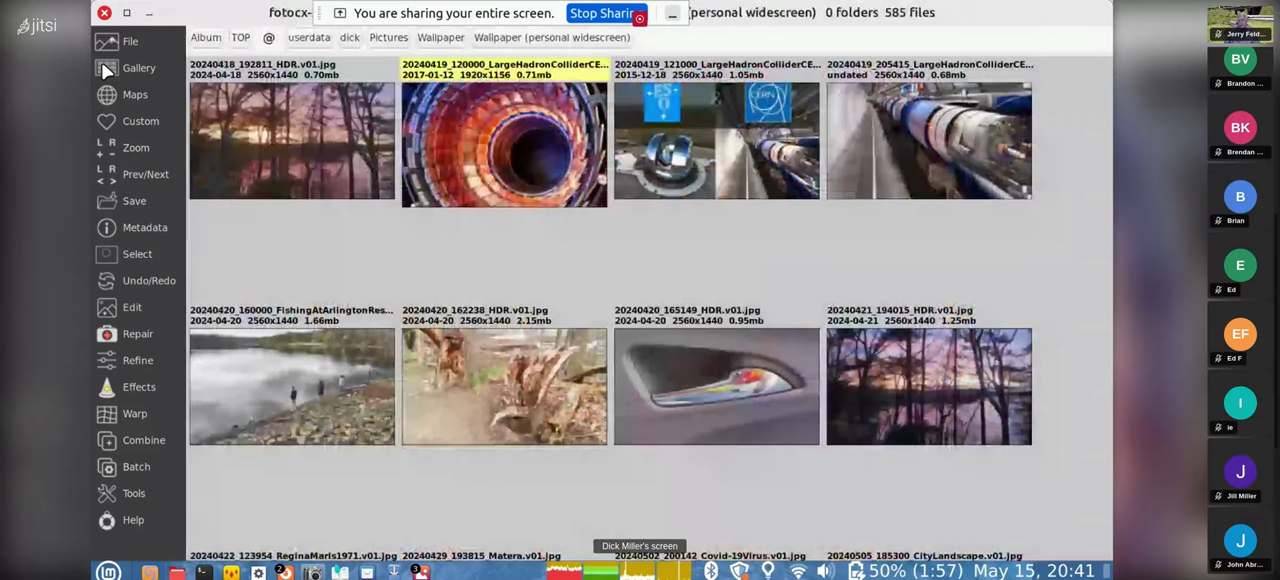 jitsi
fotocx-
You are sharing your entire screen.
Stop Sharing
(personal widescreen) 0 folders 585 files
Album TOP @ userdata dick Pictures Wallpaper Wallpaper (personal widescreen)
File
Gallery
Maps
Custom
L R Zoom
L R Prev/Next
Save
Metadata
Select
Undo/Redo
Edit
Repair
Refine
Effects
Warp
Combine
Batch
Tools
Help
20240418_192811_HDR.v01.jpg
2024-04-18 2560x1440 0.70mb
20240419_120000_LargeHadronColliderCE...
2017-01-12 1920x1156 0.71mb
20240419_121000_LargeHadronColliderCE...
2015-12-18 2560x1440 1.05mb
20240419_205415_LargeHadronColliderCE...
undated 2560x1440 0.68mb
CERN
20240420_160000_FishingAtArlingtonRes...
2024-04-20 2560x1440 1.66mb
20240420_162238_HDR.v01.jpg
2024-04-20 2560x1440 2.15mb
20240420_165149_HDR.v01.jpg
2024-04-20 2560x1440 0.95mb
20240421_194015_HDR.v01.jpg
2024-04-21 2560x1440 1.25mb
20240422_123954_ReginaMaris1971.v01.jpg
20240429_193815_Matera.v01.jpg
20240502_200142_Covid-19Virus.v01.jpg
20240505_185300_CityLandscape.v01.jpg
Dick Miller's screen
2
3
50% (1:57) May 15, 20:41
Jerry Feld...
BV
Brandon ...
BK
Brendan ...
B
Brian
E
Ed
EF
Ed F
I
ie
J
Jill Miller
J
John Abr...